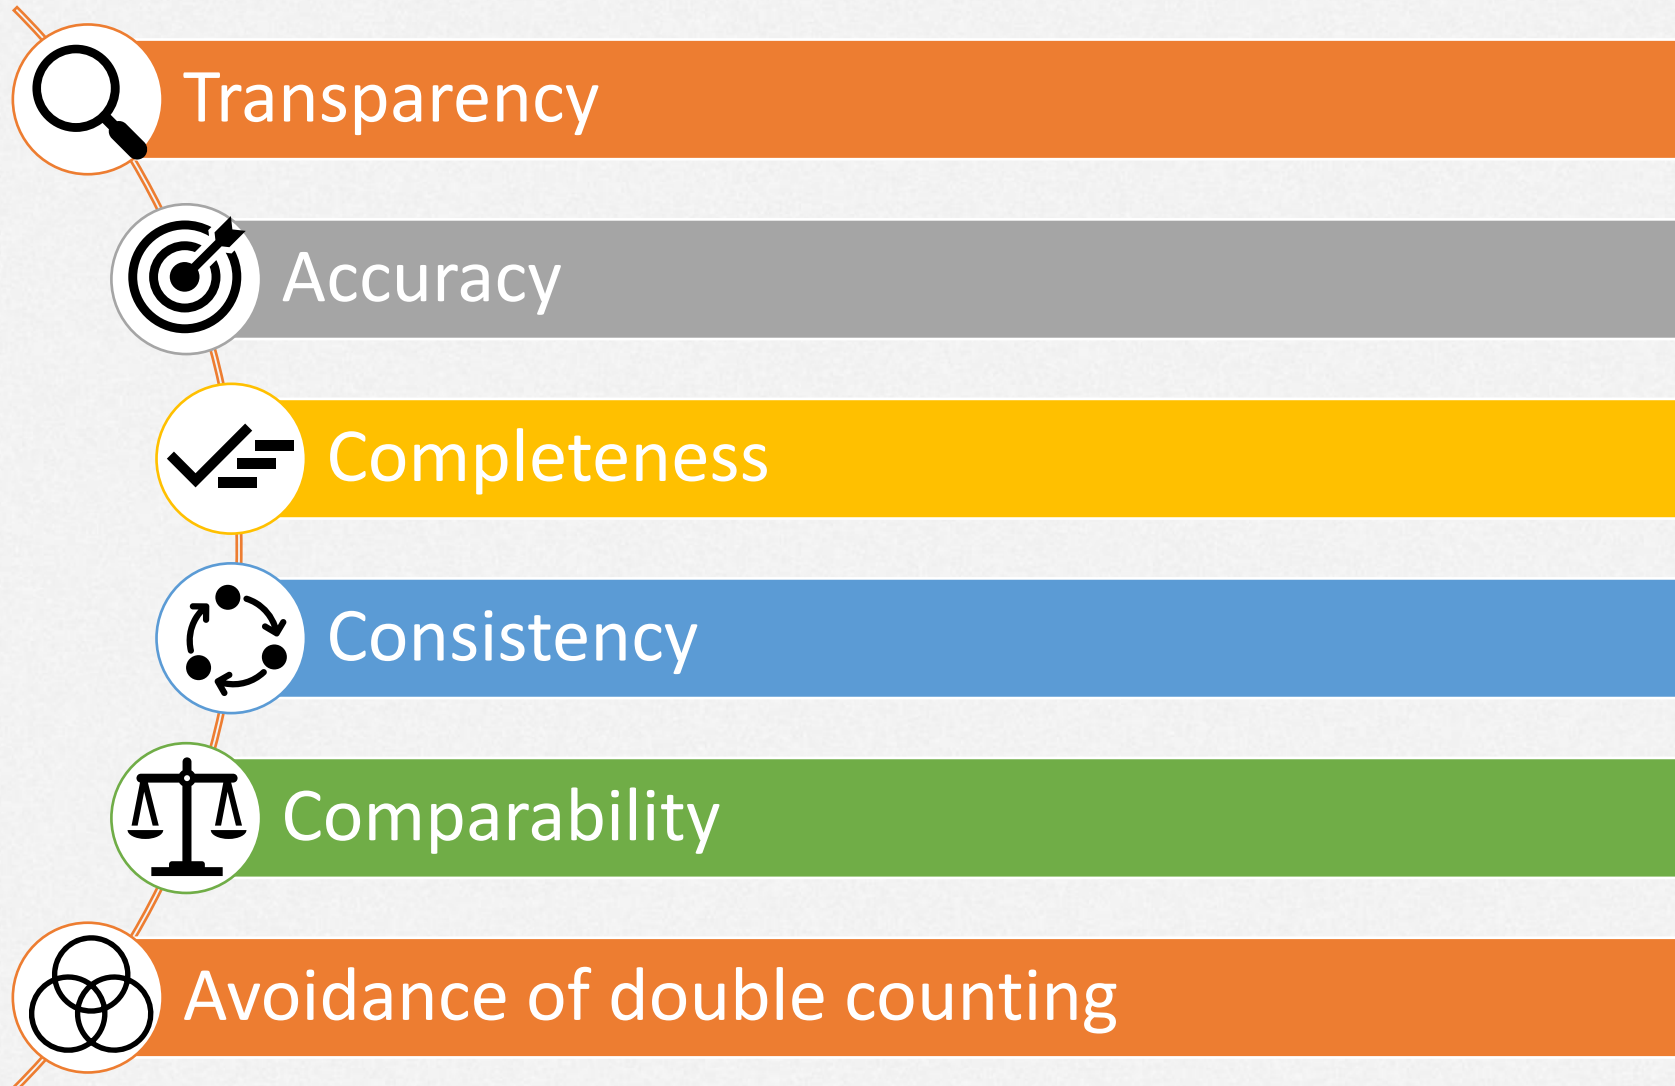 Transparency
Accuracy
Completeness
Consistency
Comparability
Avoidance of double counting